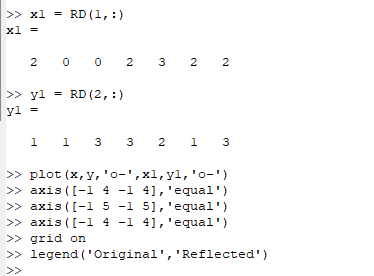 >> x1 = RD(1,:)
x1 =
2 0 0 2 3 2 2
>> y1 = RD(2,:)
y1 =
1 1 3 3 2 1 3
>> plot(x,y,'o-',x1,y1,'o-')
>> axis([-1 4 -1 4],'equal')
>> axis([-1 5 -1 5],'equal')
>> axis([-1 4 -1 4],'equal')
>> grid on
>> legend('Original','Reflected')
>>